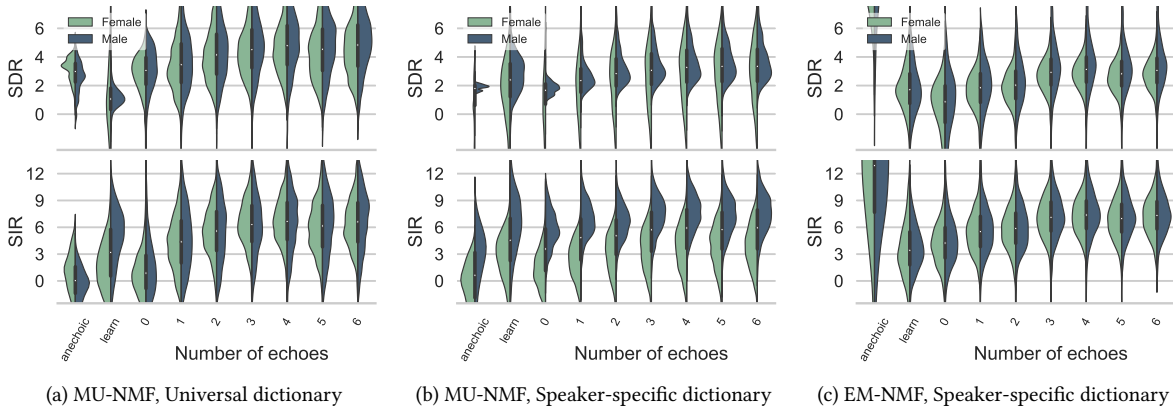 SDR
6
4
2
0
Female
Male
SIR
12
9
6
3
0
anechoic
learn
0
1
2
3
4
5
6
Number of echoes
(a) MU-NMF, Universal dictionary
SDR
6
4
2
0
Female
Male
SIR
12
9
6
3
0
anechoic
learn
0
1
2
3
4
5
6
Number of echoes
(b) MU-NMF, Speaker-specific dictionary
SDR
6
4
2
0
Female
Male
SIR
12
9
6
3
0
anechoic
learn
0
1
2
3
4
5
6
Number of echoes
(c) EM-NMF, Speaker-specific dictionary